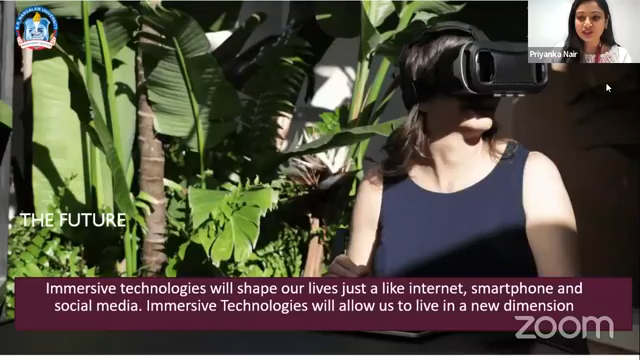 Priyanka Nair
THE FUTURE
Immersive technologies will shape our lives just a like internet, smartphone and
social media. Immersive Technologies will allow us to live in a new dimension
zoom